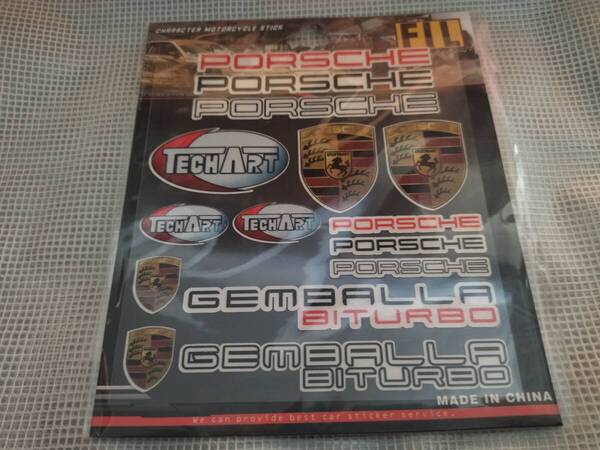 CHARACTER MOTORCYCLE STICK
FIL
PORSCHE
PORSCHE
PORSCHE
TECHART
TECHART TECHART
PORSCHE
PORSCHE
PORSCHE
GEMBALLA
BITURBO
GEMBALLA
BITURBO
MADE IN CHINA
We can provide best car sticker service.